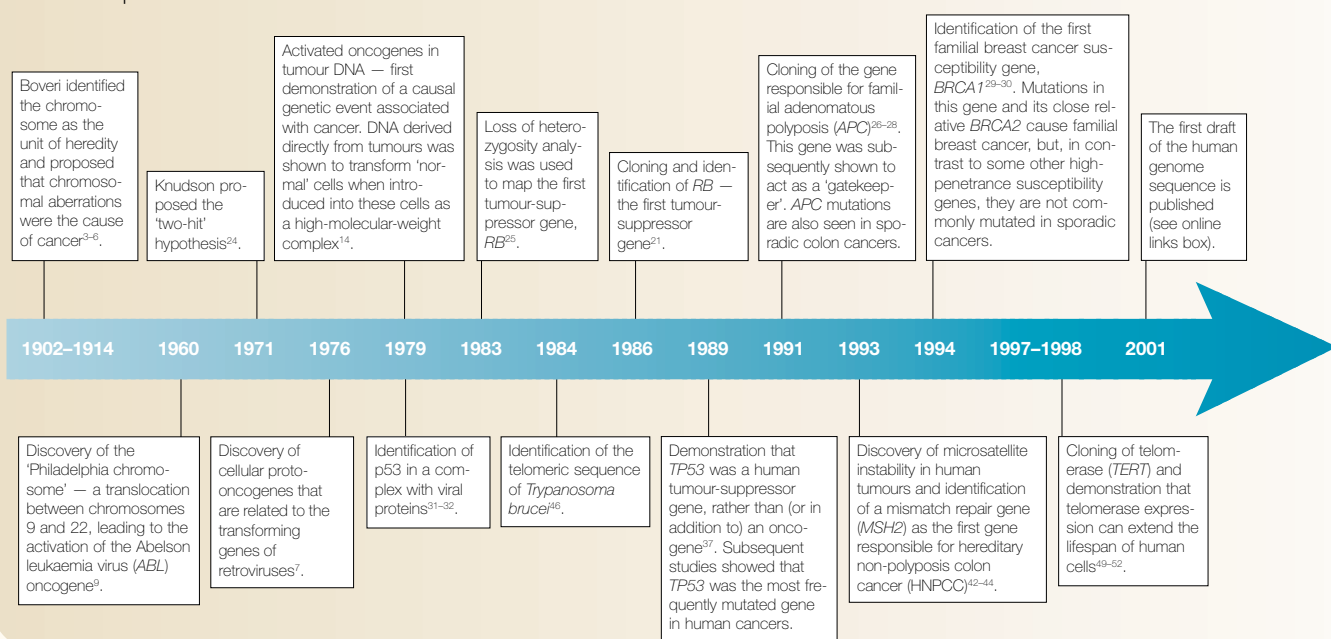 Boveri identified
the chromo-
some as the
unit of heredity
and proposed
that chromoso-
mal aberrations
were the cause
of cancer3–6.
Knudson pro-
posed the
‘two-hit’
hypothesis24.
Activated oncogenes in
tumour DNA — first
demonstration of a causal
genetic event associated
with cancer. DNA derived
directly from tumours was
shown to transform ‘nor-
mal’ cells when intro-
duced into these cells as
a high-molecular-weight
complex14.
Loss of hetero-
zygosity analy-
sis was used
to map the first
tumour-sup-
pressor gene,
RB25.
Cloning and iden-
tification of RB —
the first tumour-
suppressor
gene21.
Cloning of the gene
responsible for famil-
ial adenomatous
polyposis (APC)26–28.
This gene was sub-
sequently shown to
act as a ‘gatekeep-
er’. APC mutations
are also seen in spo-
radic colon cancers.
Identification of the first
familial breast cancer sus-
ceptibility gene,
BRCA129–30. Mutations in
this gene and its close rel-
ative BRCA2 cause familial
breast cancer, but, in con-
trast to some other high-
penetrance susceptibility
genes, they are not com-
monly mutated in sporadic
cancers.
The first draft
of the human
genome
sequence is
published
(see online
links box).
1902–1914 1960 1971 1976 1979 1983 1984 1986 1989 1991 1993 1994 1997–1998 2001
Discovery of the
‘Philadelphia chromo-
some’ — a translocation
between chromosomes
9 and 22, leading to the
activation of the Abelson
leukaemia virus (ABL)
oncogene9.
Discovery of
cellular proto-
oncogenes that
are related to the
transforming
genes of
retroviruses7.
Identification of
p53 in a com-
plex with viral
proteins31–32.
Identification of the
telomeric sequence
of Trypanosoma
brucei46.
Demonstration that
TP53 was a human
tumour-suppressor
gene, rather than (or in
addition to) an onco-
gene37. Subsequent
studies showed that
TP53 was the most fre-
quently mutated gene
in human cancers.
Discovery of microsatellite
instability in human
tumours and identification
of a mismatch repair gene
(MSH2) as the first gene
responsible for hereditary
non-polyposis colon
cancer (HNPCC)42–44.
Cloning of telom-
erase (TERT) and
demonstration that
telomerase expres-
sion can extend the
lifespan of human
cells49–52.